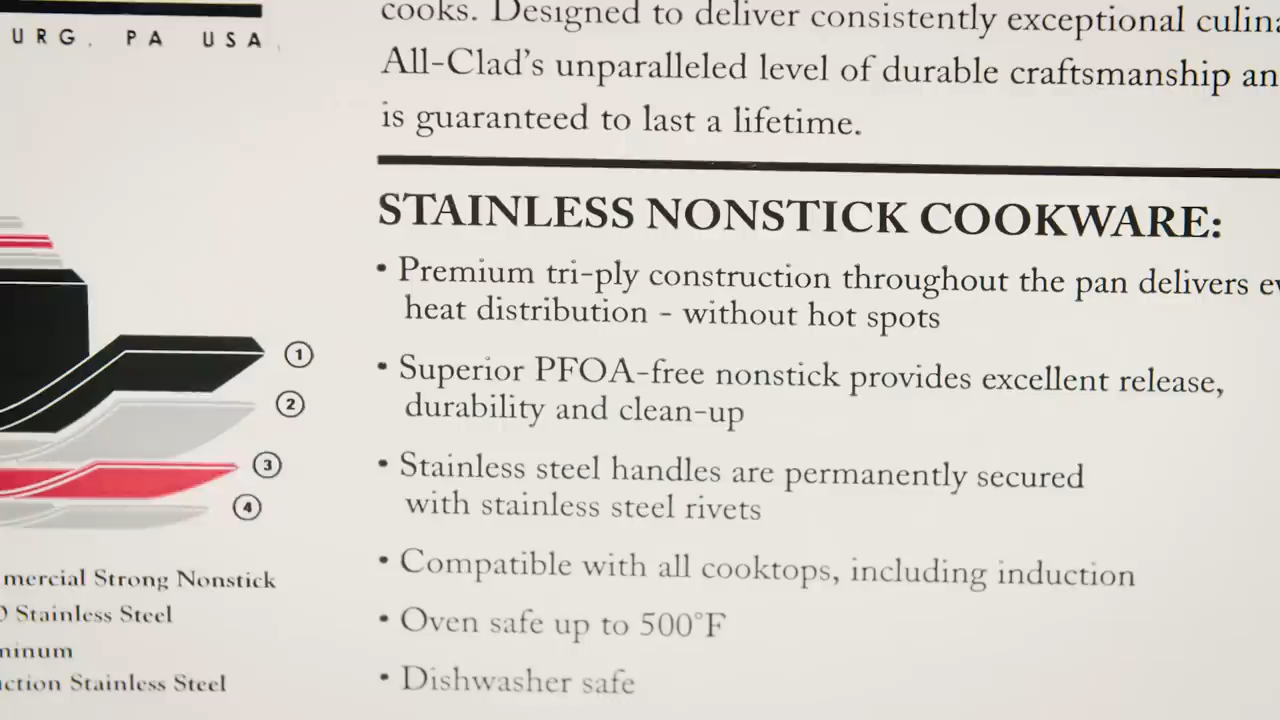 URG, PA USA
cooks. Designed to deliver consistently exceptional
All-Clad's unparalleled level of durable craftsmanship
is guaranteed to last a lifetime.
STAINLESS NONSTICK COOKWARE:
• Premium tri-ply construction throughout the pan delivers
heat distribution - without hot spots
• Superior PFOA-free nonstick provides excellent release,
durability and clean-up
• Stainless steel handles are permanently secured
with stainless steel rivets
• Compatible with all cooktops, including induction
• Oven safe up to 500°F
• Dishwasher safe
1
2
3
4
mercial Strong Nonstick
Stainless Steel
minum
ction Stainless Steel